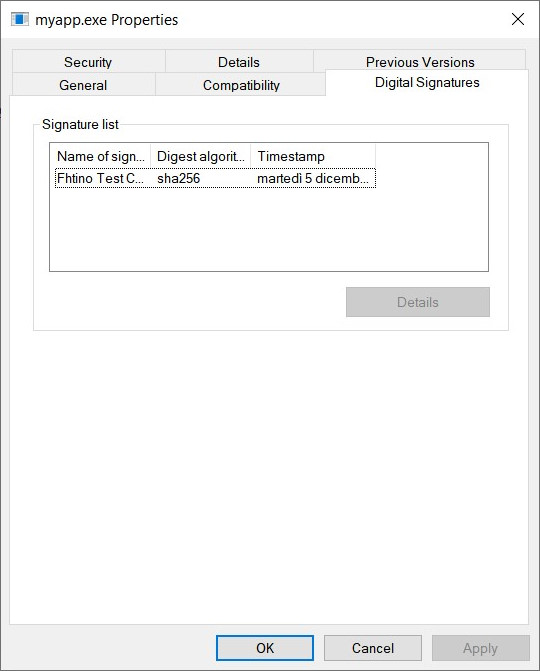 myapp.exe Properties
Security Details Previous Versions
General Compatibility Digital Signatures
Signature list
Name of sign... Digest algorit... Timestamp
Fhtino Test C... sha256 martedì 5 dicemb...
Details
OK Cancel Apply